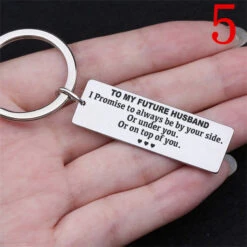 5
TO MY FUTURE HUSBAND
I Promise to always be by your side.
Or under you.
Or on top of you.